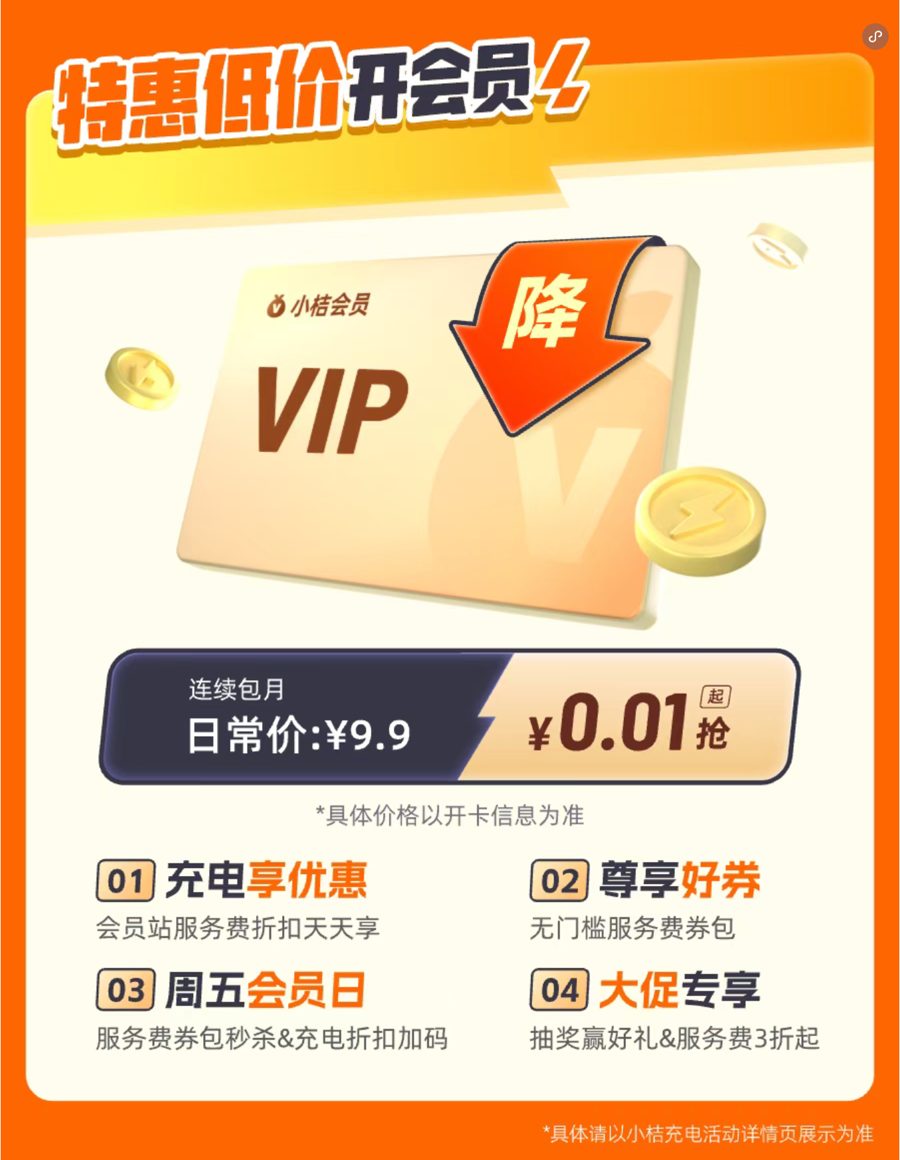 特惠低价开会员
小桔会员
降
VIP
连续包月
日常价:¥9.9
¥0.01起抢
*具体价格以开卡信息为准
01 充电享优惠
会员站服务费折扣天天享
02 尊享好券
无门槛服务费券包
03 周五会员日
服务费券包秒杀&充电折扣加码
04 大促专享
抽奖赢好礼&服务费3折起
*具体请以小桔充电活动详情页展示为准